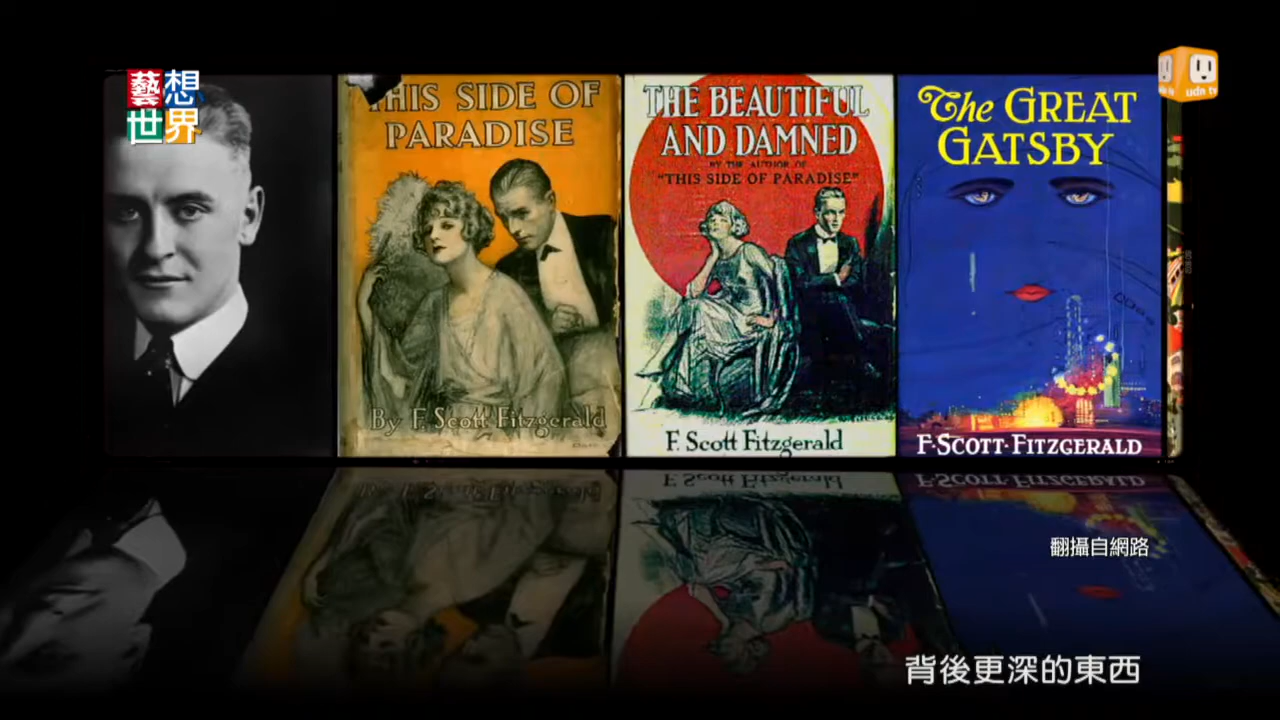 藝想
世界
udn tv
THIS SIDE OF
PARADISE
By F. Scott Fitzgerald
THE BEAUTIFUL
AND DAMNED
BY THE AUTHOR OF
"THIS SIDE OF PARADISE"
F. Scott Fitzgerald
The GREAT
GATSBY
F·SCOTT·FITZGERALD
翻攝自網路
背後更深的東西